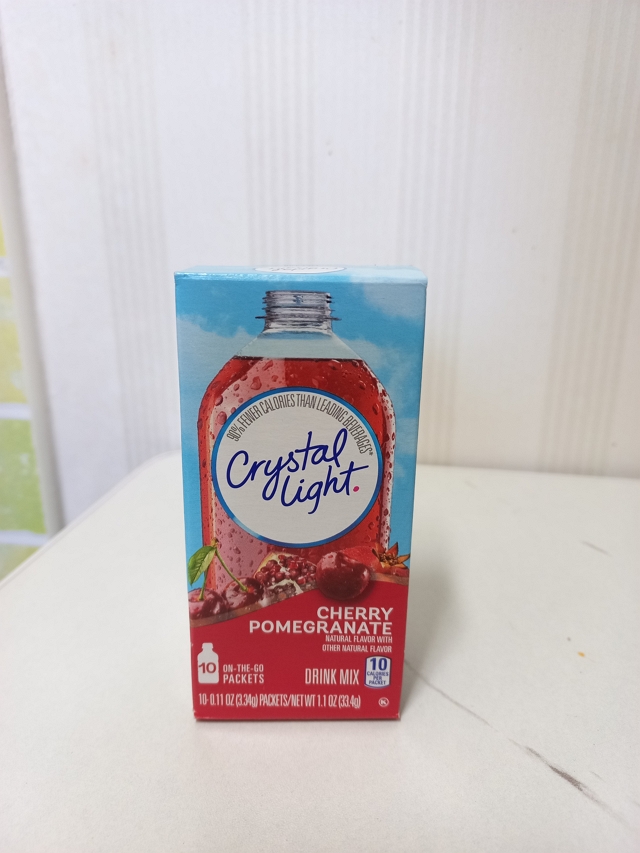 90% FEWER CALORIES THAN LEADING BEVERAGES*
Crystal
Light.
CHERRY
POMEGRANATE
NATURAL FLAVOR WITH
OTHER NATURAL FLAVOR
10
ON-THE-GO
PACKETS
DRINK MIX
10
CALORIES
PER
PACKET
10- 0.11 OZ (3.34g) PACKETS/NET WT 1.1 OZ (33.4g)
K